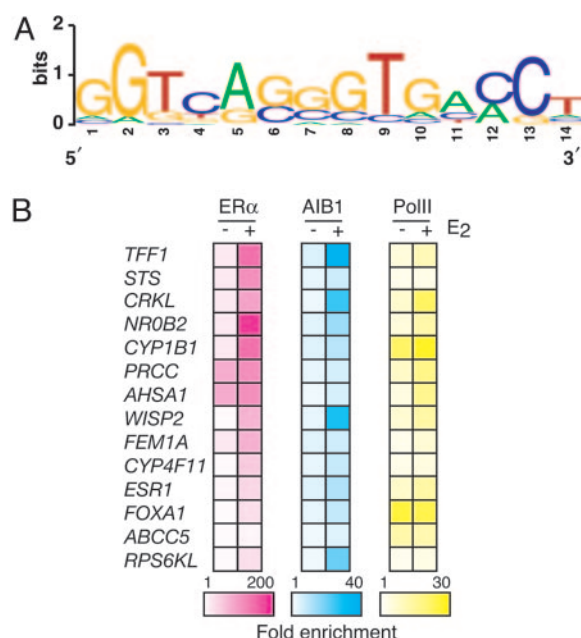 A
2
bits
1
0
GGTCAGGGTGACCT
1 2 3 4 5 6 7 8 9 10 11 12 13 14
5′ 3′
B
ERα AIB1 PolII
- + - + - + E2
TFF1
STS
CRKL
NR0B2
CYP1B1
PRCC
AHSA1
WISP2
FEM1A
CYP4F11
ESR1
FOXA1
ABCC5
RPS6KL
1 200 1 40 1 30
Fold enrichment